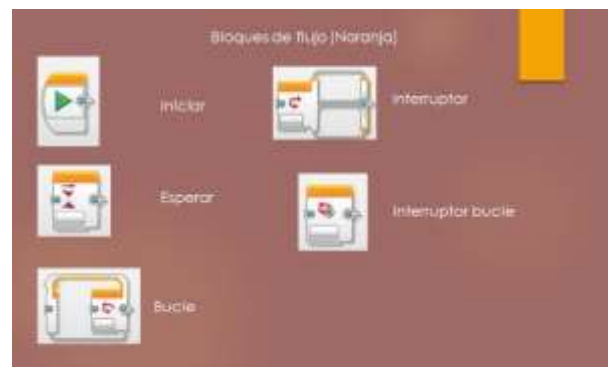 Bloques de flujo (Naranja)
Iniciar
Interruptor
Esperar
Interruptor bucle
Bucle